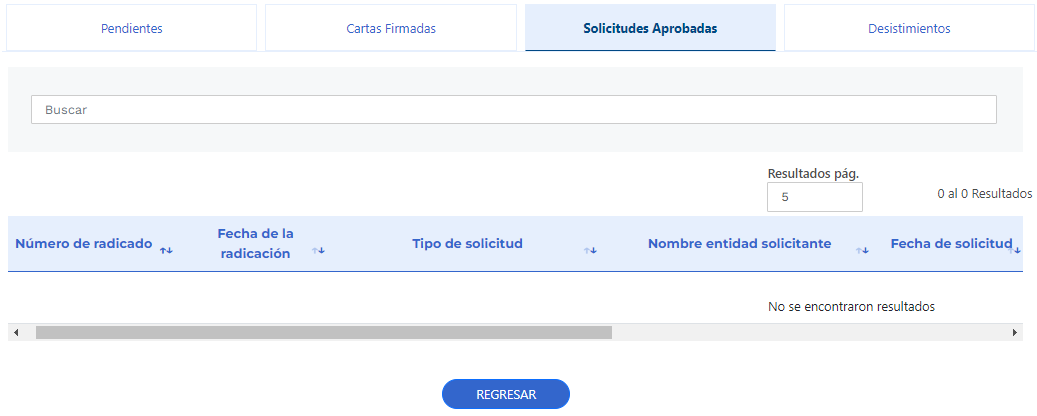 Pendientes
Cartas Firmadas
Solicitudes Aprobadas
Desistimientos
Buscar
Resultados pág.
5
0 al 0 Resultados
Número de radicado
Fecha de la
radicación
Tipo de solicitud
Nombre entidad solicitante
Fecha de solicitud
No se encontraron resultados
REGRESAR